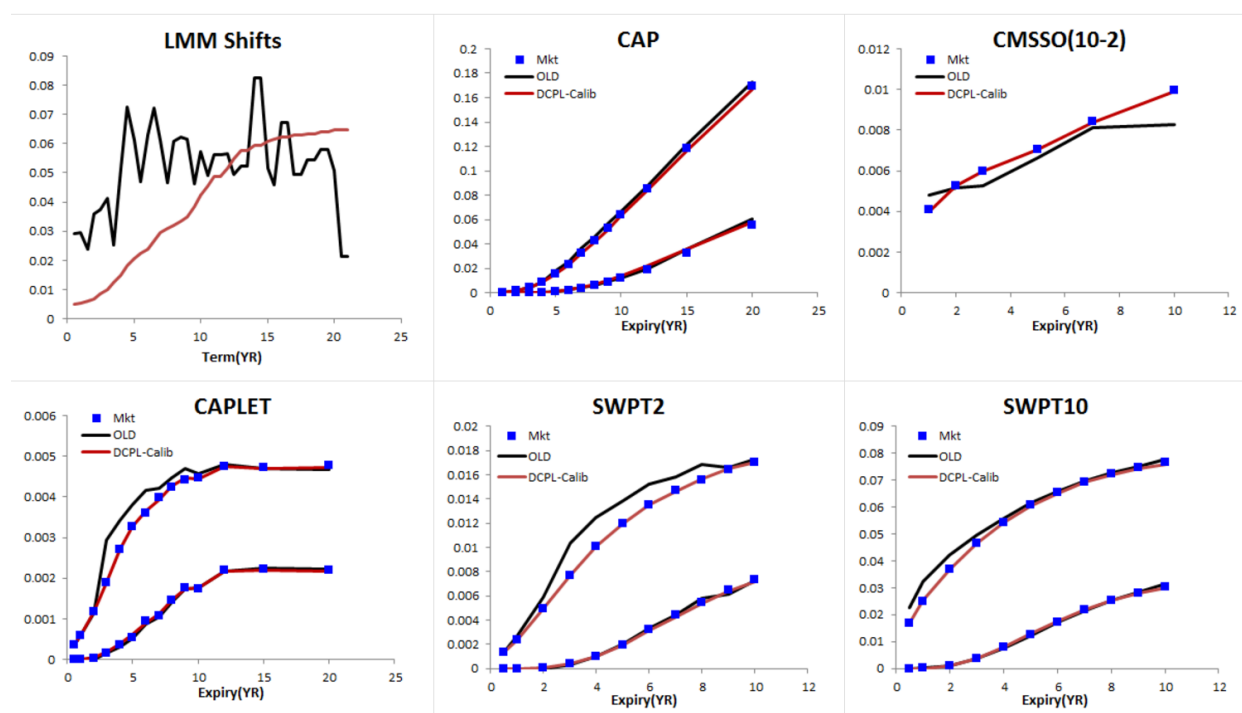 LMM Shifts
0.09
0.08
0.07
0.06
0.05
0.04
0.03
0.02
0.01
0
0 5 10 15 20 25
Term(YR)
CAP
Mkt
OLD
DCPL-Calib
0.2
0.18
0.16
0.14
0.12
0.1
0.08
0.06
0.04
0.02
0
0 5 10 15 20 25
Expiry(YR)
CMSSO(10-2)
Mkt
OLD
DCPL-Calib
0.012
0.01
0.008
0.006
0.004
0.002
0
0 2 4 6 8 10
Expiry(YR)
CAPLET
Mkt
OLD
DCPL-Calib
0.006
0.005
0.004
0.003
0.002
0.001
0
0 5 10 15 20 25
Expiry(YR)
SWPT2
Mkt
OLD
DCPL-Calib
0.02
0.018
0.016
0.014
0.012
0.01
0.008
0.006
0.004
0.002
0
0 2 4 6 8 10 12
Expiry(YR)
SWPT10
Mkt
OLD
DCPL-Calib
0.09
0.08
0.07
0.06
0.05
0.04
0.03
0.02
0.01
0
0 2 4 6 8 10 12
Expiry(YR)